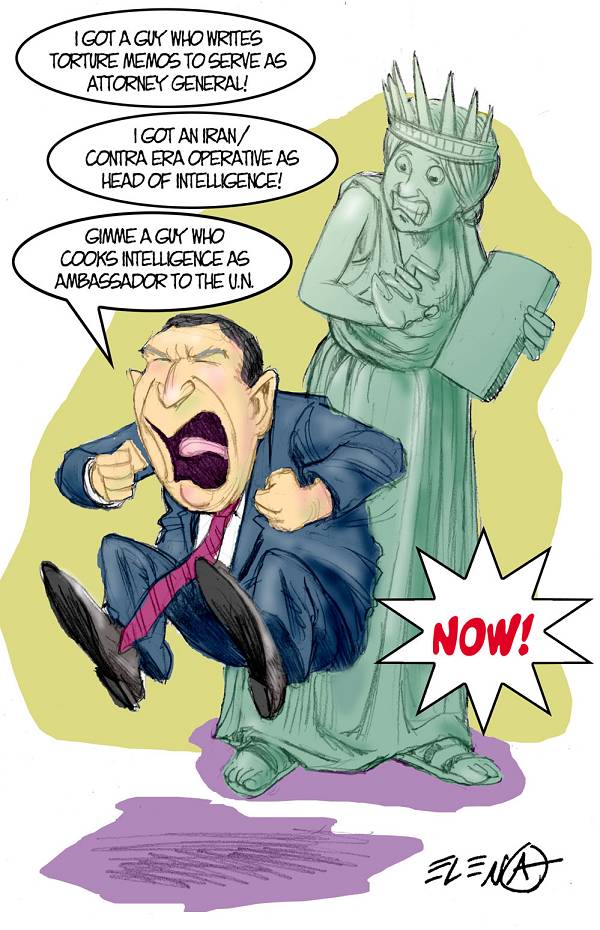 I GOT A GUY WHO WRITES
TORTURE MEMOS TO SERVE AS
ATTORNEY GENERAL!
I GOT AN IRAN/
CONTRA ERA OPERATIVE AS
HEAD OF INTELLIGENCE!
GIMME A GUY WHO
COOKS INTELLIGENCE AS
AMBASSADOR TO THE U.N.
NOW!
ELENA